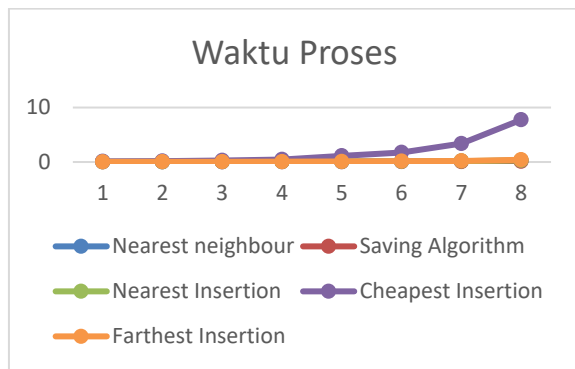 Waktu Proses
10
0
1 2 3 4 5 6 7 8
Nearest neighbour Saving Algorithm
Nearest Insertion Cheapest Insertion
Farthest Insertion